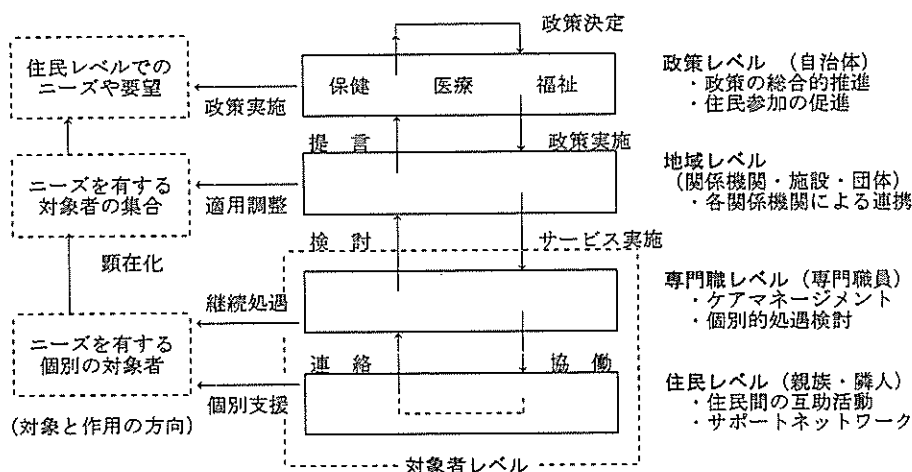 政策決定
住民レベルでの
ニーズや要望
政策実施
保健 医療 福祉
政策レベル (自治体)
・政策の総合的推進
・住民参加の促進
提言
政策実施
ニーズを有する
対象者の集合
適用調整
地域レベル
(関係機関・施設・団体)
・各関係機関による連携
検討
サービス実施
顕在化
継続処遇
専門職レベル (専門職員)
・ケアマネージメント
・個別的処遇検討
ニーズを有する
個別の対象者
連絡
協働
個別支援
住民レベル (親族・隣人)
・住民間の互助活動
・サポートネットワーク
(対象と作用の方向)
対象者レベル